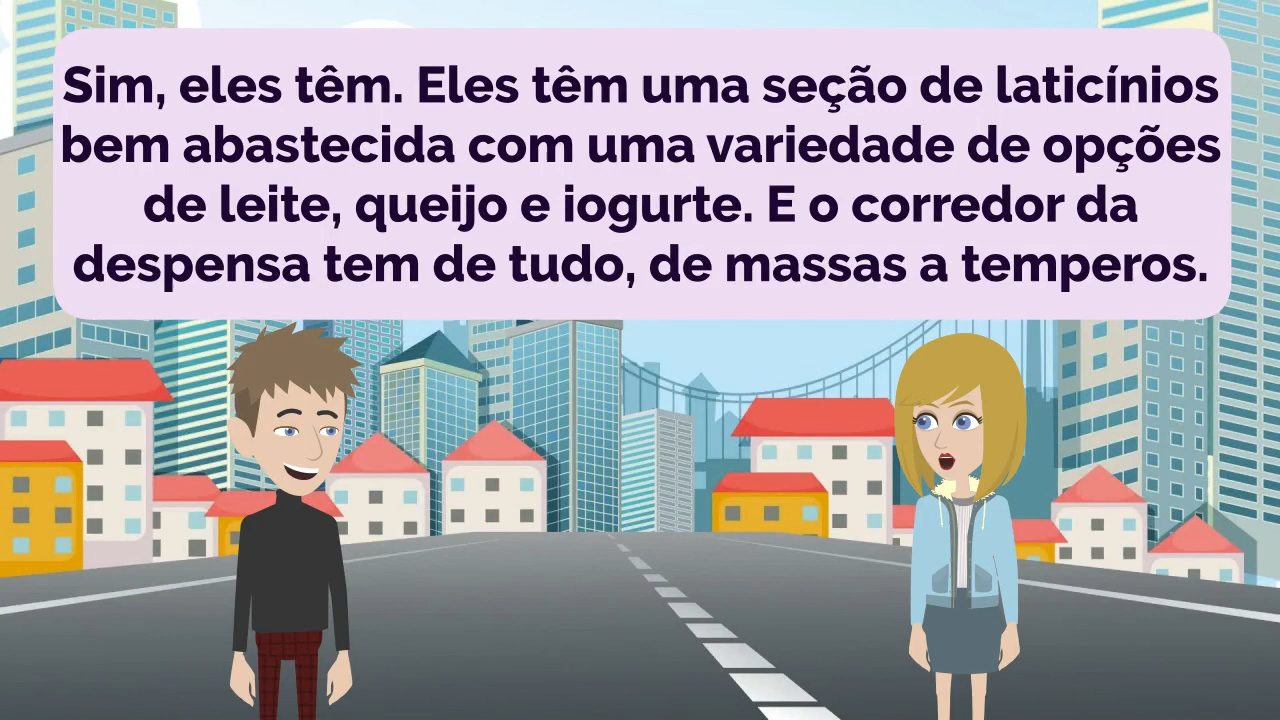 Sim, eles têm. Eles têm uma seção de laticínios
bem abastecida com uma variedade de opções
de leite, queijo e iogurte. E o corredor da
despensa tem de tudo, de massas a temperos.